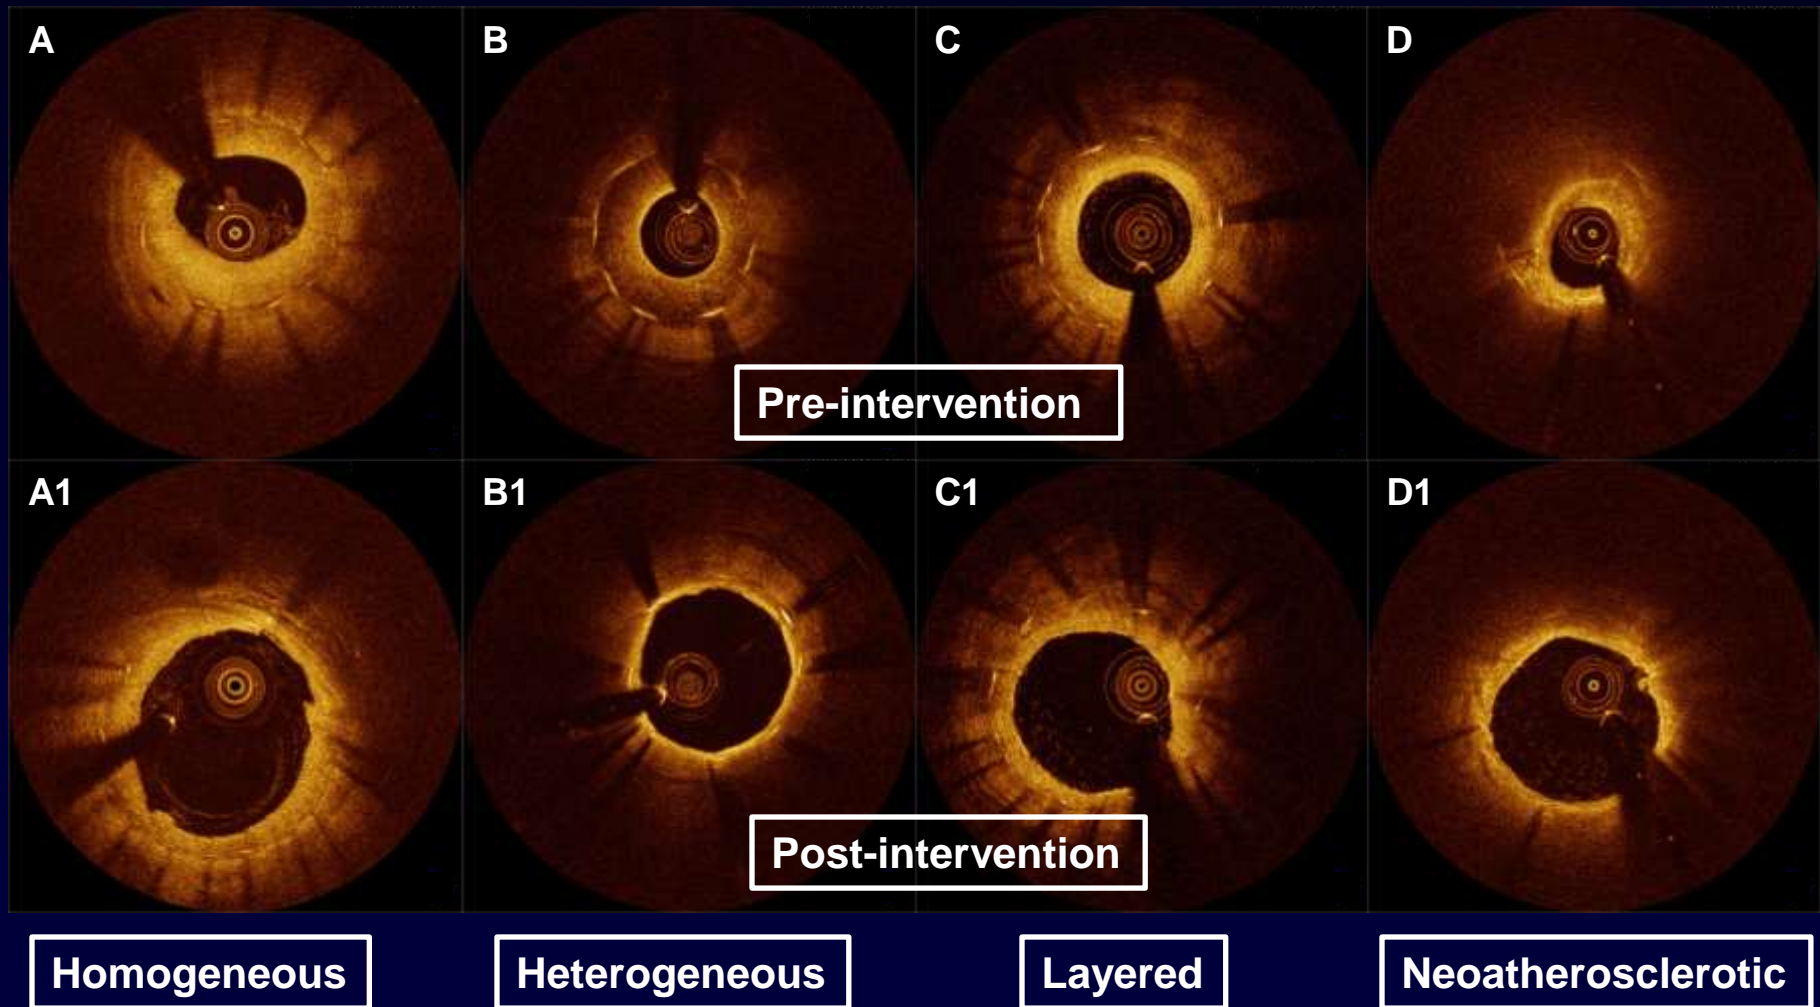 A
B
C
D
Pre-intervention
A1
B1
C1
D1
Post-intervention
Homogeneous
Heterogeneous
Layered
Neoatherosclerotic